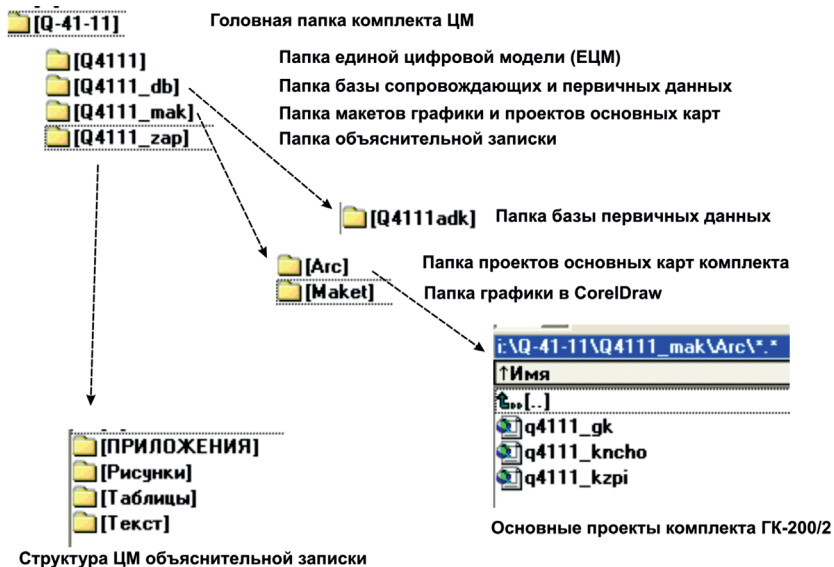 [Q-41-11] Головная папка комплекта ЦМ
[Q4111] Папка единой цифровой модели (ЕЦМ)
[Q4111_db] Папка базы сопровождающих и первичных данных
[Q4111_mak] Папка макетов графики и проектов основных карт
[Q4111_zap] Папка объяснительной записки
[Q4111adk] Папка базы первичных данных
[Arc] Папка проектов основных карт комплекта
[Maket] Папка графики в CorelDraw
i:\Q-41-11\Q4111_mak\Arc\*.*
↑Имя
[..]
q4111_gk
q4111_kncho
q4111_kzpi
Основные проекты комплекта ГК-200/2
[ПРИЛОЖЕНИЯ]
[Рисунки]
[Таблицы]
[Текст]
Структура ЦМ объяснительной записки